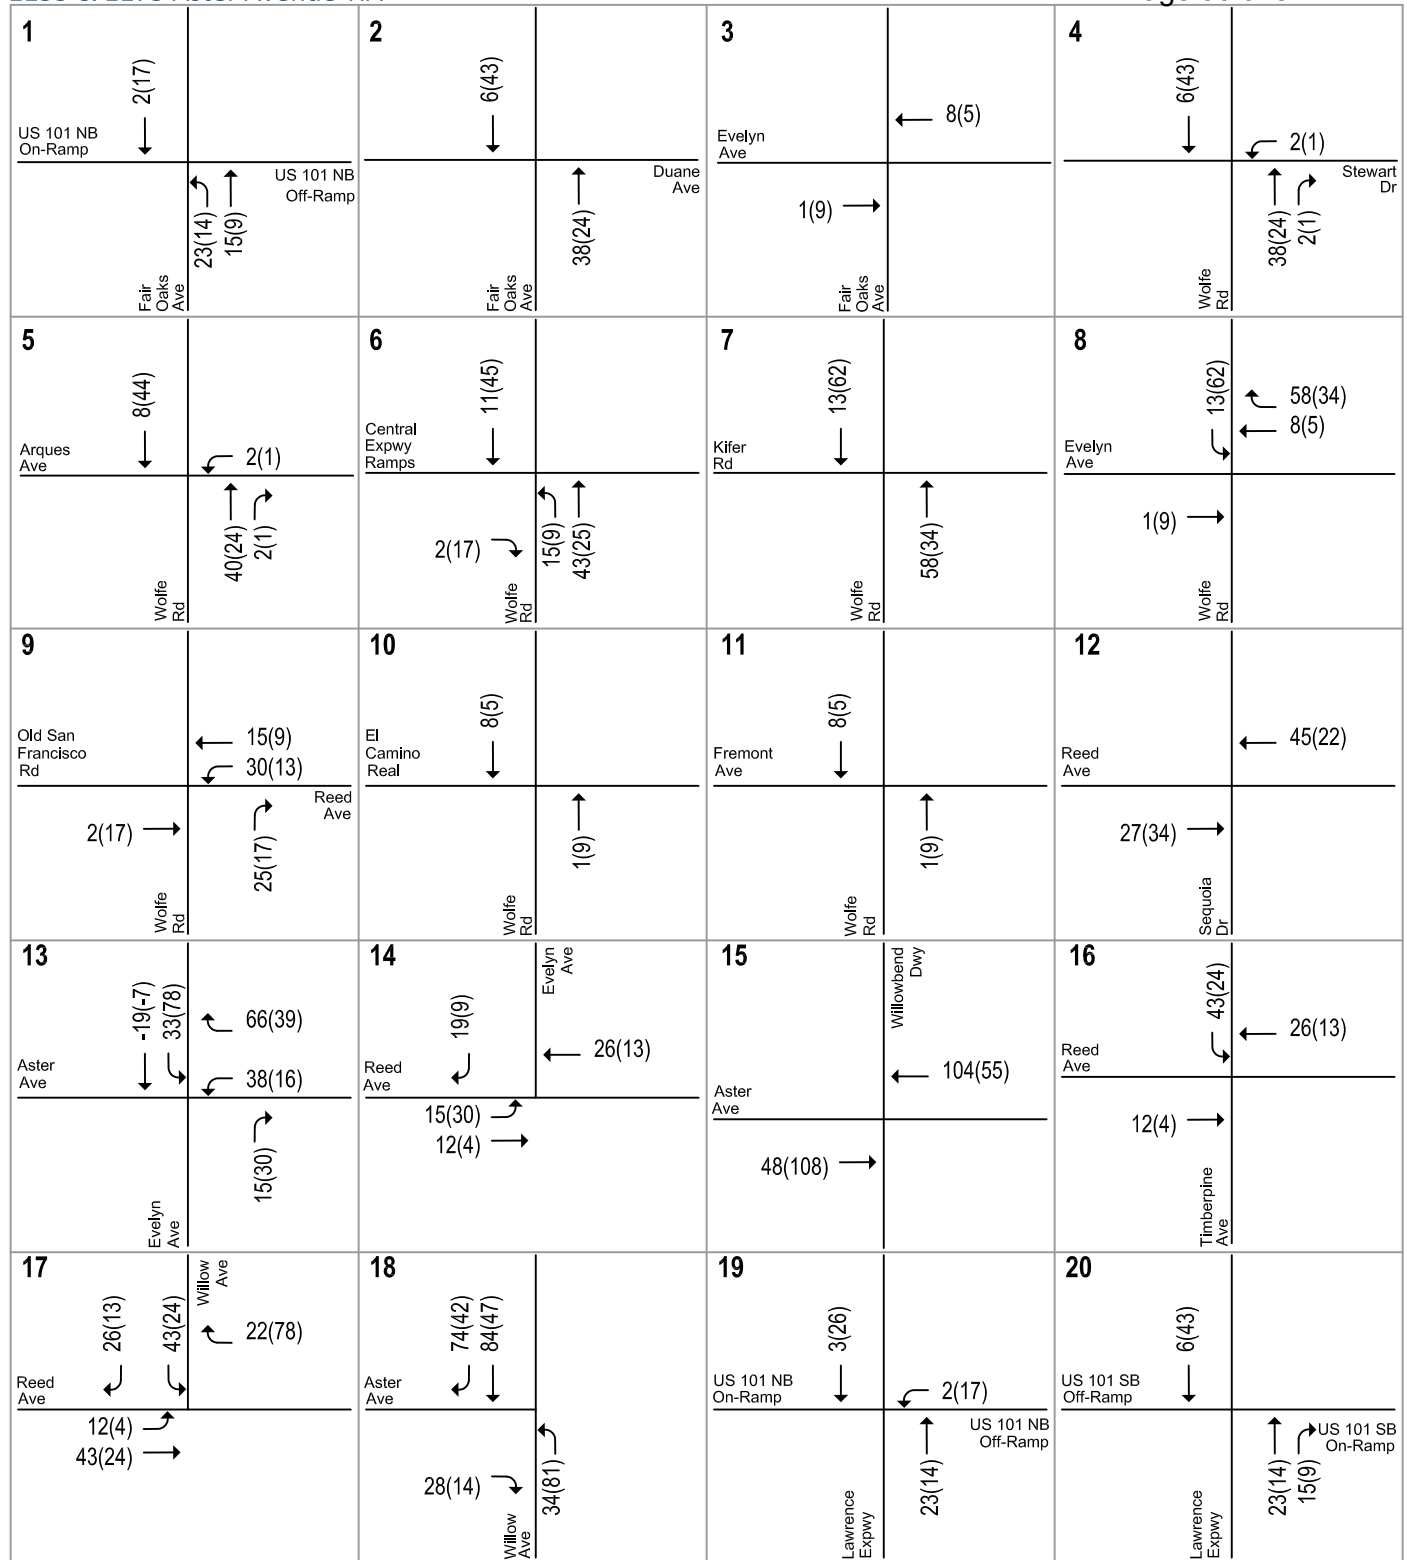 1
2(17)
US 101 NB
On-Ramp
US 101 NB
Off-Ramp
23(14)
15(9)
Fair
Oaks
Ave
2
6(43)
Duane
Ave
38(24)
Fair
Oaks
Ave
3
8(5)
Evelyn
Ave
1(9)
Fair
Oaks
Ave
4
6(43)
2(1)
Stewart
Dr
38(24)
2(1)
Wolfe
Rd
5
8(44)
Arques
Ave
2(1)
40(24)
2(1)
Wolfe
Rd
6
11(45)
Central
Expwy
Ramps
2(17)
15(9)
43(25)
Wolfe
Rd
7
13(62)
Kifer
Rd
58(34)
Wolfe
Rd
8
13(62)
58(34)
8(5)
Evelyn
Ave
1(9)
Wolfe
Rd
9
Old San
Francisco
Rd
15(9)
30(13)
Reed
Ave
2(17)
25(17)
Wolfe
Rd
10
8(5)
El
Camino
Real
1(9)
Wolfe
Rd
11
8(5)
Fremont
Ave
1(9)
Wolfe
Rd
12
45(22)
Reed
Ave
27(34)
Sequoia
Dr
13
-19(-7)
33(78)
66(39)
Aster
Ave
38(16)
15(30)
Evelyn
Ave
14
Evelyn
Ave
19(9)
26(13)
Reed
Ave
15(30)
12(4)
15
Willowbend
Dwy
104(55)
Aster
Ave
48(108)
16
43(24)
26(13)
Reed
Ave
12(4)
Timberpine
Ave
17
Willow
Ave
26(13)
43(24)
22(78)
Reed
Ave
12(4)
43(24)
18
74(42)
84(47)
Aster
Ave
28(14)
34(81)
Willow
Ave
19
3(26)
US 101 NB
On-Ramp
2(17)
US 101 NB
Off-Ramp
23(14)
Lawrence
Expwy
20
6(43)
US 101 SB
Off-Ramp
US 101 SB
On-Ramp
23(14)
15(9)
Lawrence
Expwy